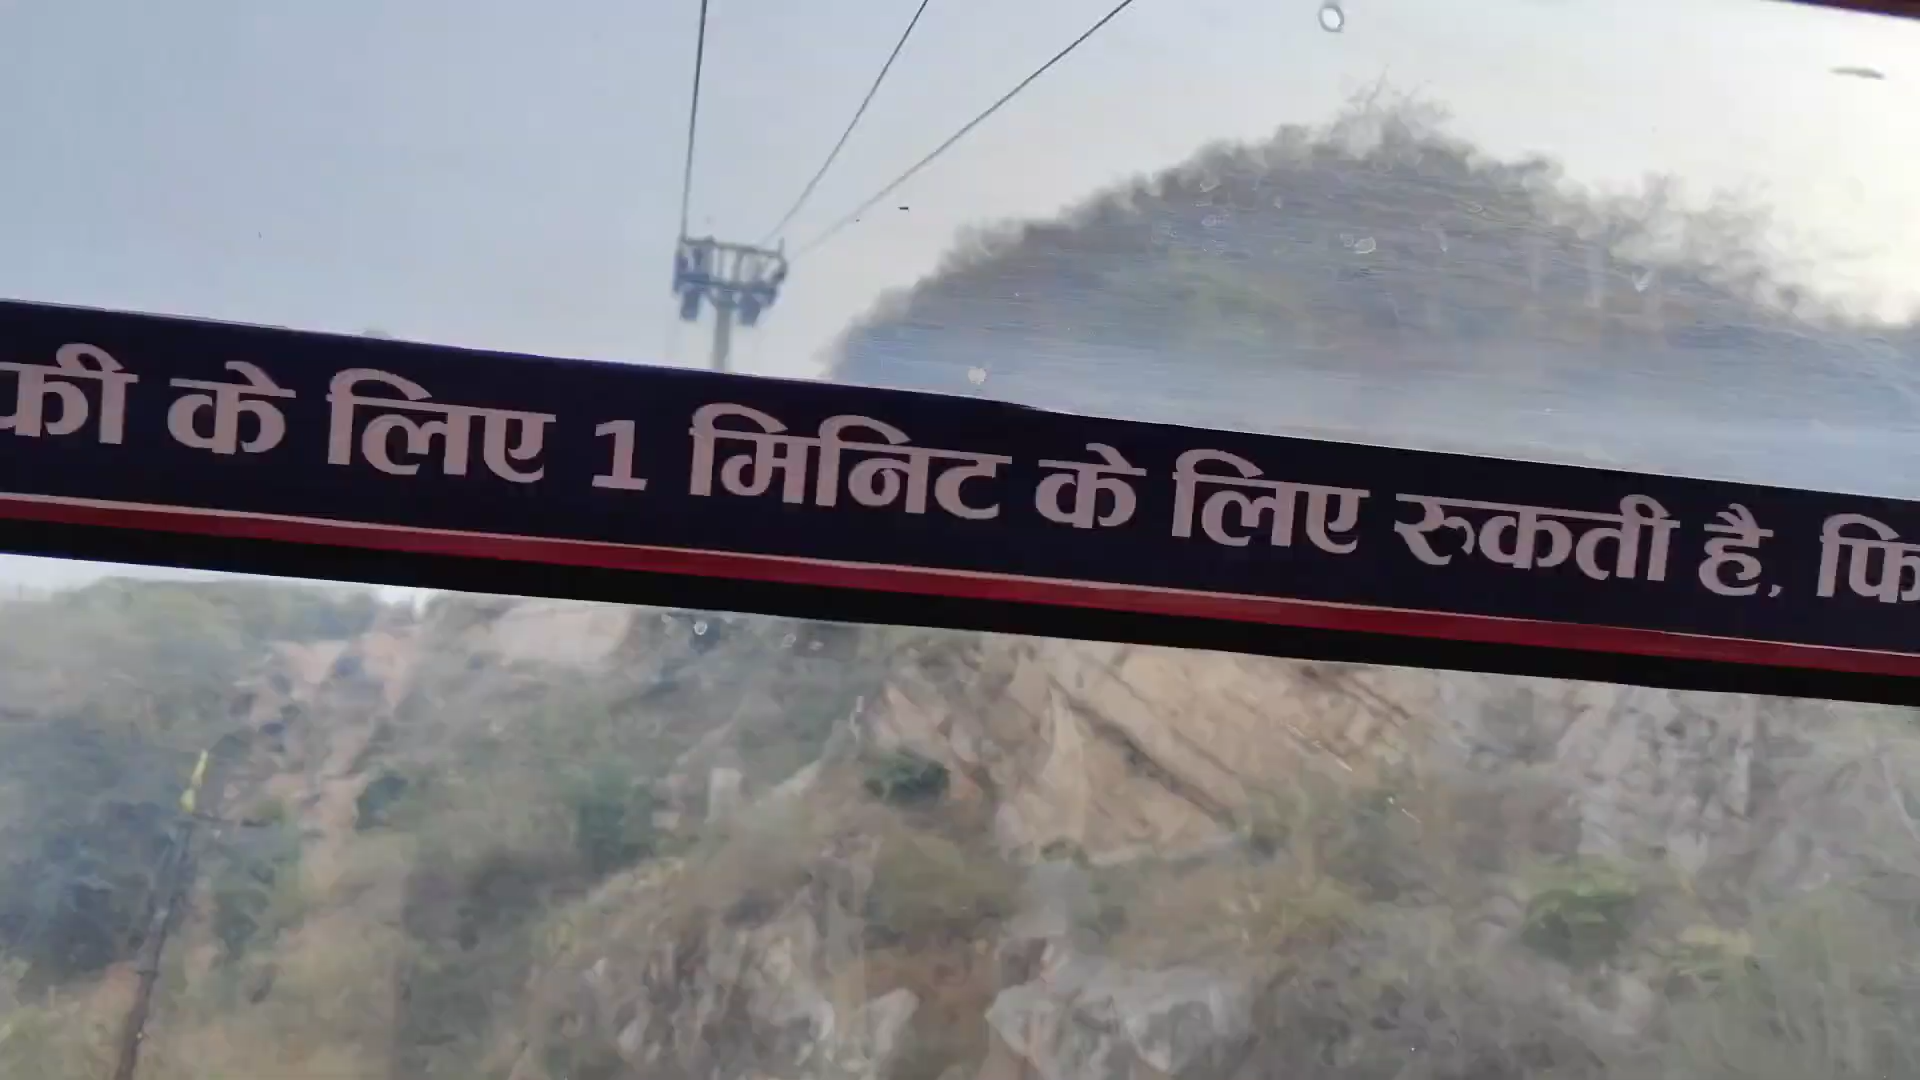 फी के लिए 1 मिनिट के लिए रुकती है, फि